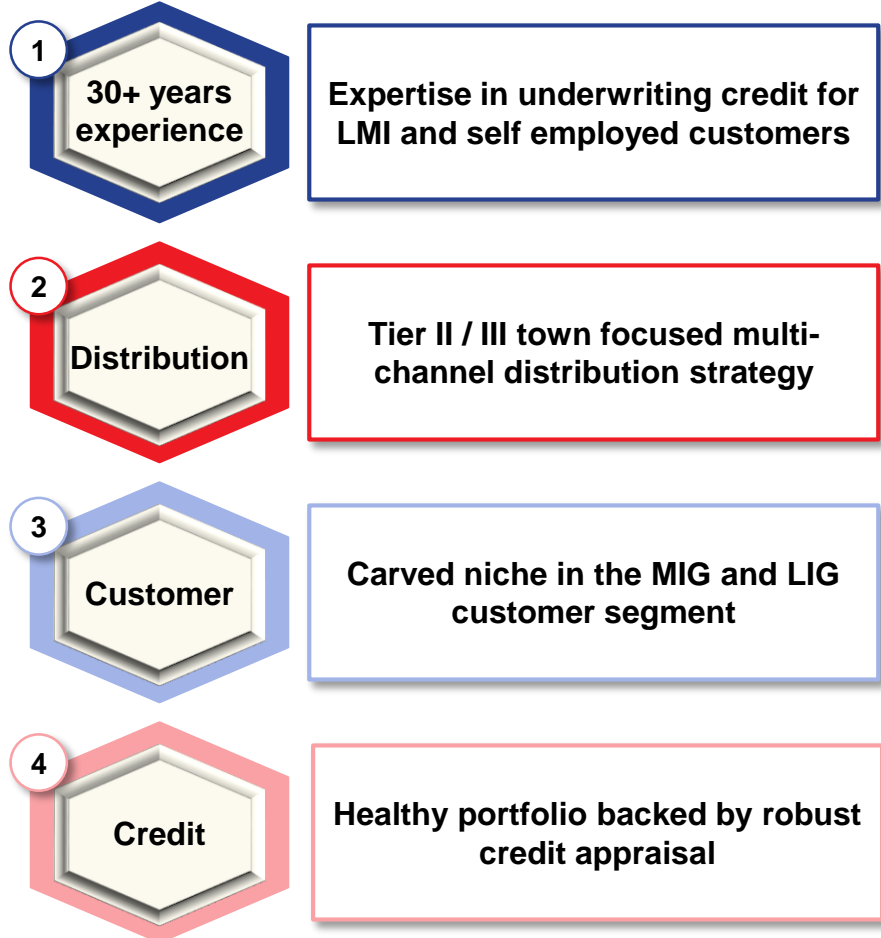 1
30+ years
experience
Expertise in underwriting credit for
LMI and self employed customers
2
Distribution
Tier II / III town focused multi-
channel distribution strategy
3
Customer
Carved niche in the MIG and LIG
customer segment
4
Credit
Healthy portfolio backed by robust
credit appraisal